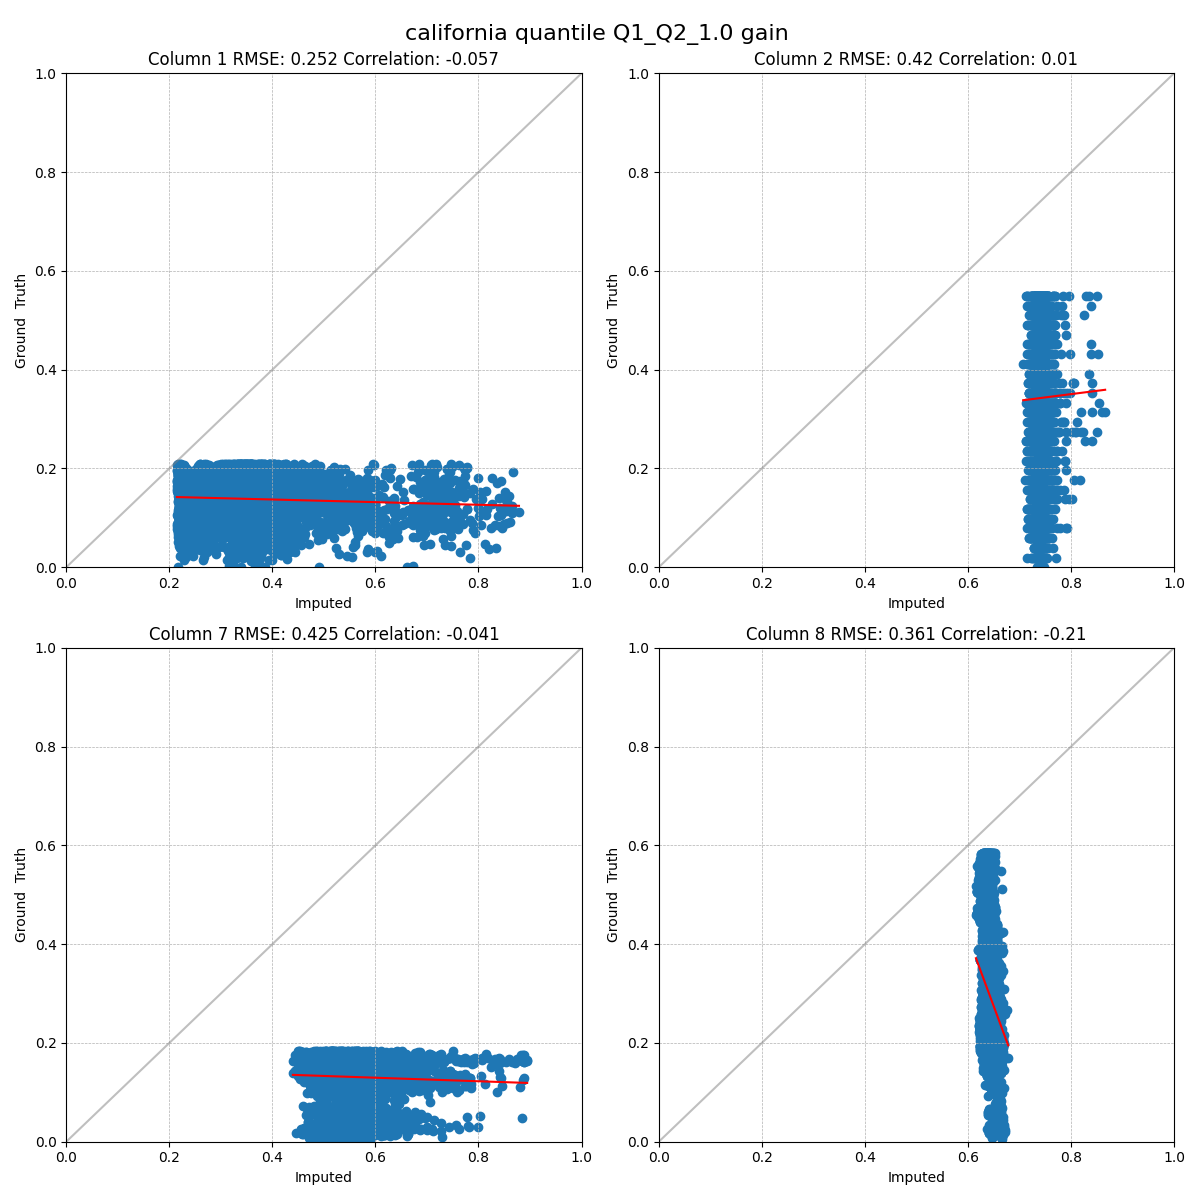 california quantile Q1_Q2_1.0 gain
Column 1 RMSE: 0.252 Correlation: -0.057
Column 2 RMSE: 0.42 Correlation: 0.01
1.0
0.8
0.6
0.4
0.2
0.0
Ground Truth
0.0 0.2 0.4 0.6 0.8 1.0
Imputed
1.0
0.8
0.6
0.4
0.2
0.0
Ground Truth
0.0 0.2 0.4 0.6 0.8 1.0
Imputed
Column 7 RMSE: 0.425 Correlation: -0.041
Column 8 RMSE: 0.361 Correlation: -0.21
1.0
0.8
0.6
0.4
0.2
0.0
Ground Truth
0.0 0.2 0.4 0.6 0.8 1.0
Imputed
1.0
0.8
0.6
0.4
0.2
0.0
Ground Truth
0.0 0.2 0.4 0.6 0.8 1.0
Imputed